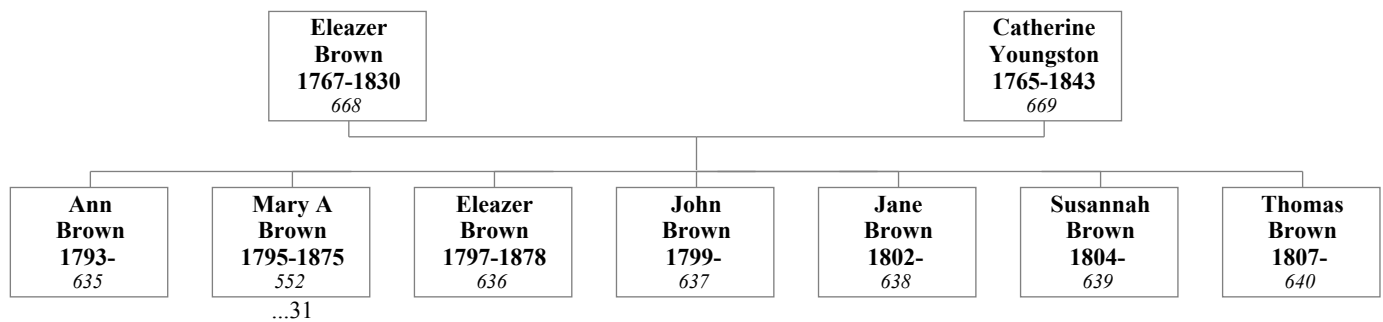 Eleazer
Brown
1767-1830
668
Catherine
Youngston
1765-1843
669
Ann
Brown
1793-
635
Mary A
Brown
1795-1875
552
...31
Eleazer
Brown
1797-1878
636
John
Brown
1799-
637
Jane
Brown
1802-
638
Susannah
Brown
1804-
639
Thomas
Brown
1807-
640